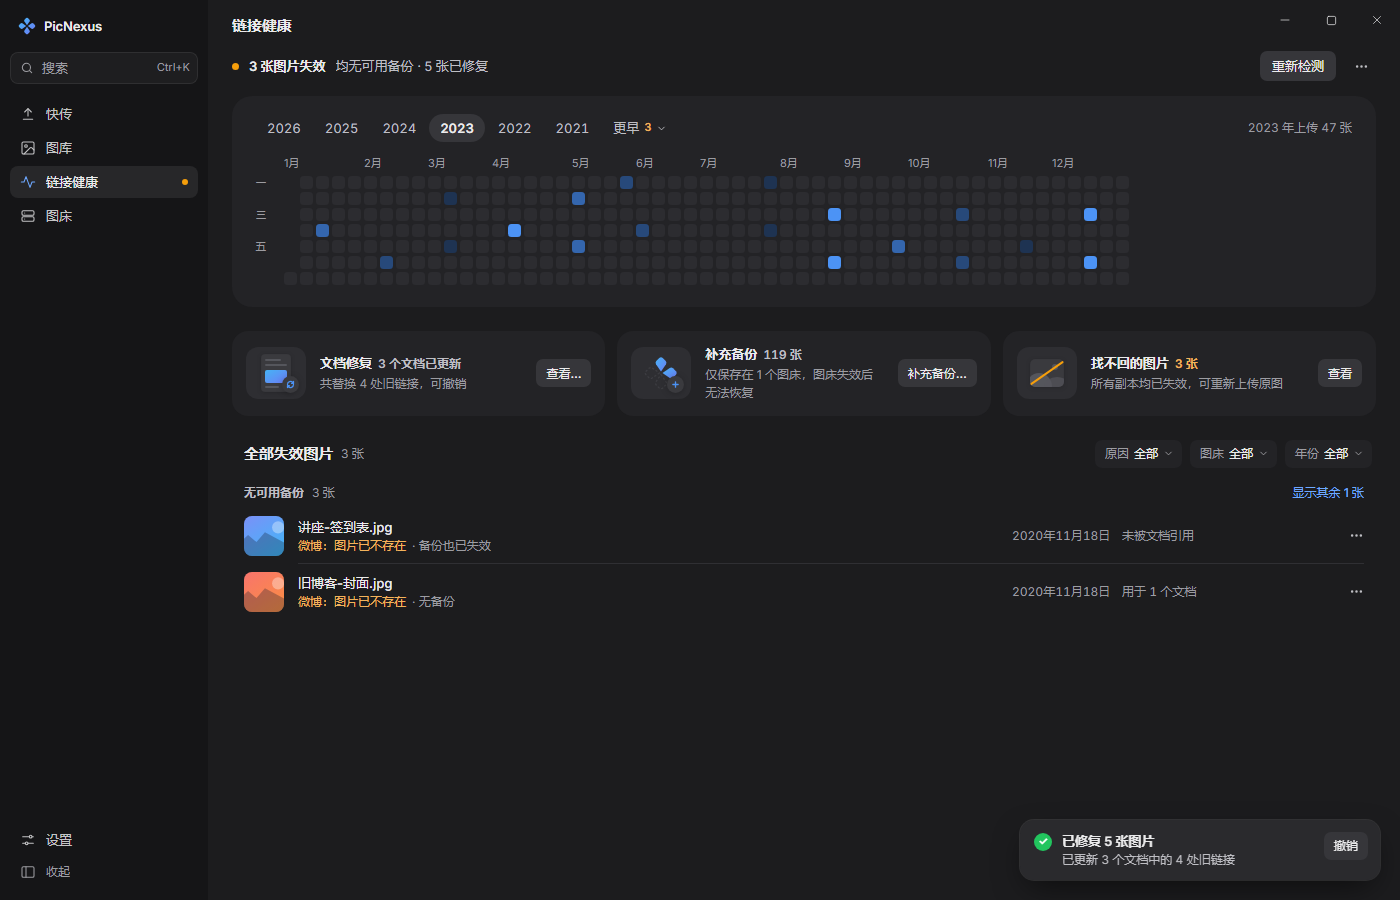 PicNexus
搜索 Ctrl+K
快传
图库
链接健康
图床
设置
收起
链接健康
3 张图片失效 均无可用备份 · 5 张已修复
重新检测
2026 2025 2024 2023 2022 2021 更早 3
2023 年上传 47 张
1月 2月 3月 4月 5月 6月 7月 8月 9月 10月 11月 12月
一
三
五
文档修复 3 个文档已更新
共替换 4 处旧链接，可撤销
查看...
补充备份 119 张
仅保存在 1 个图床，图床失效后
无法恢复
补充备份...
找不回的图片 3 张
所有副本均已失效，可重新上传原图
查看
全部失效图片 3 张
原因 全部 图床 全部 年份 全部
无可用备份 3 张
显示其余 1 张
讲座-签到表.jpg
微博：图片已不存在 · 备份也已失效
2020年11月18日 未被文档引用
旧博客-封面.jpg
微博：图片已不存在 · 无备份
2020年11月18日 用于 1 个文档
已修复 5 张图片
已更新 3 个文档中的 4 处旧链接
撤销